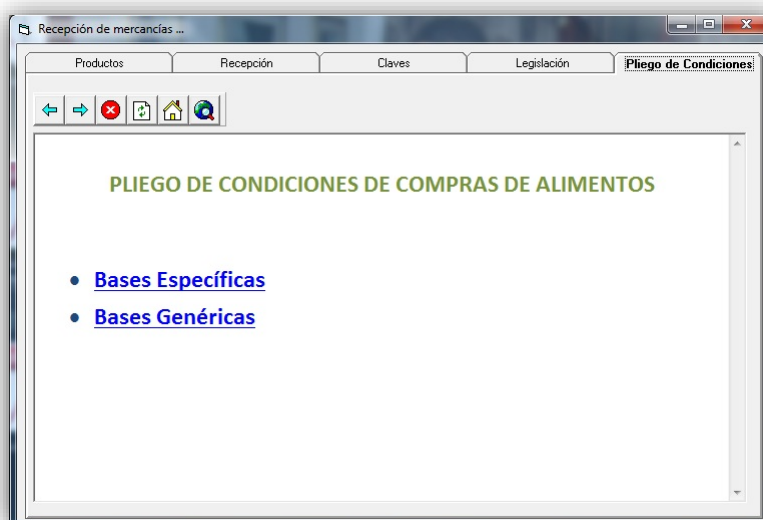 Recepción de mercancías ...
Productos
Recepción
Claves
Legislación
Pliego de Condiciones
PLIEGO DE CONDICIONES DE COMPRAS DE ALIMENTOS
Bases Específicas
Bases Genéricas